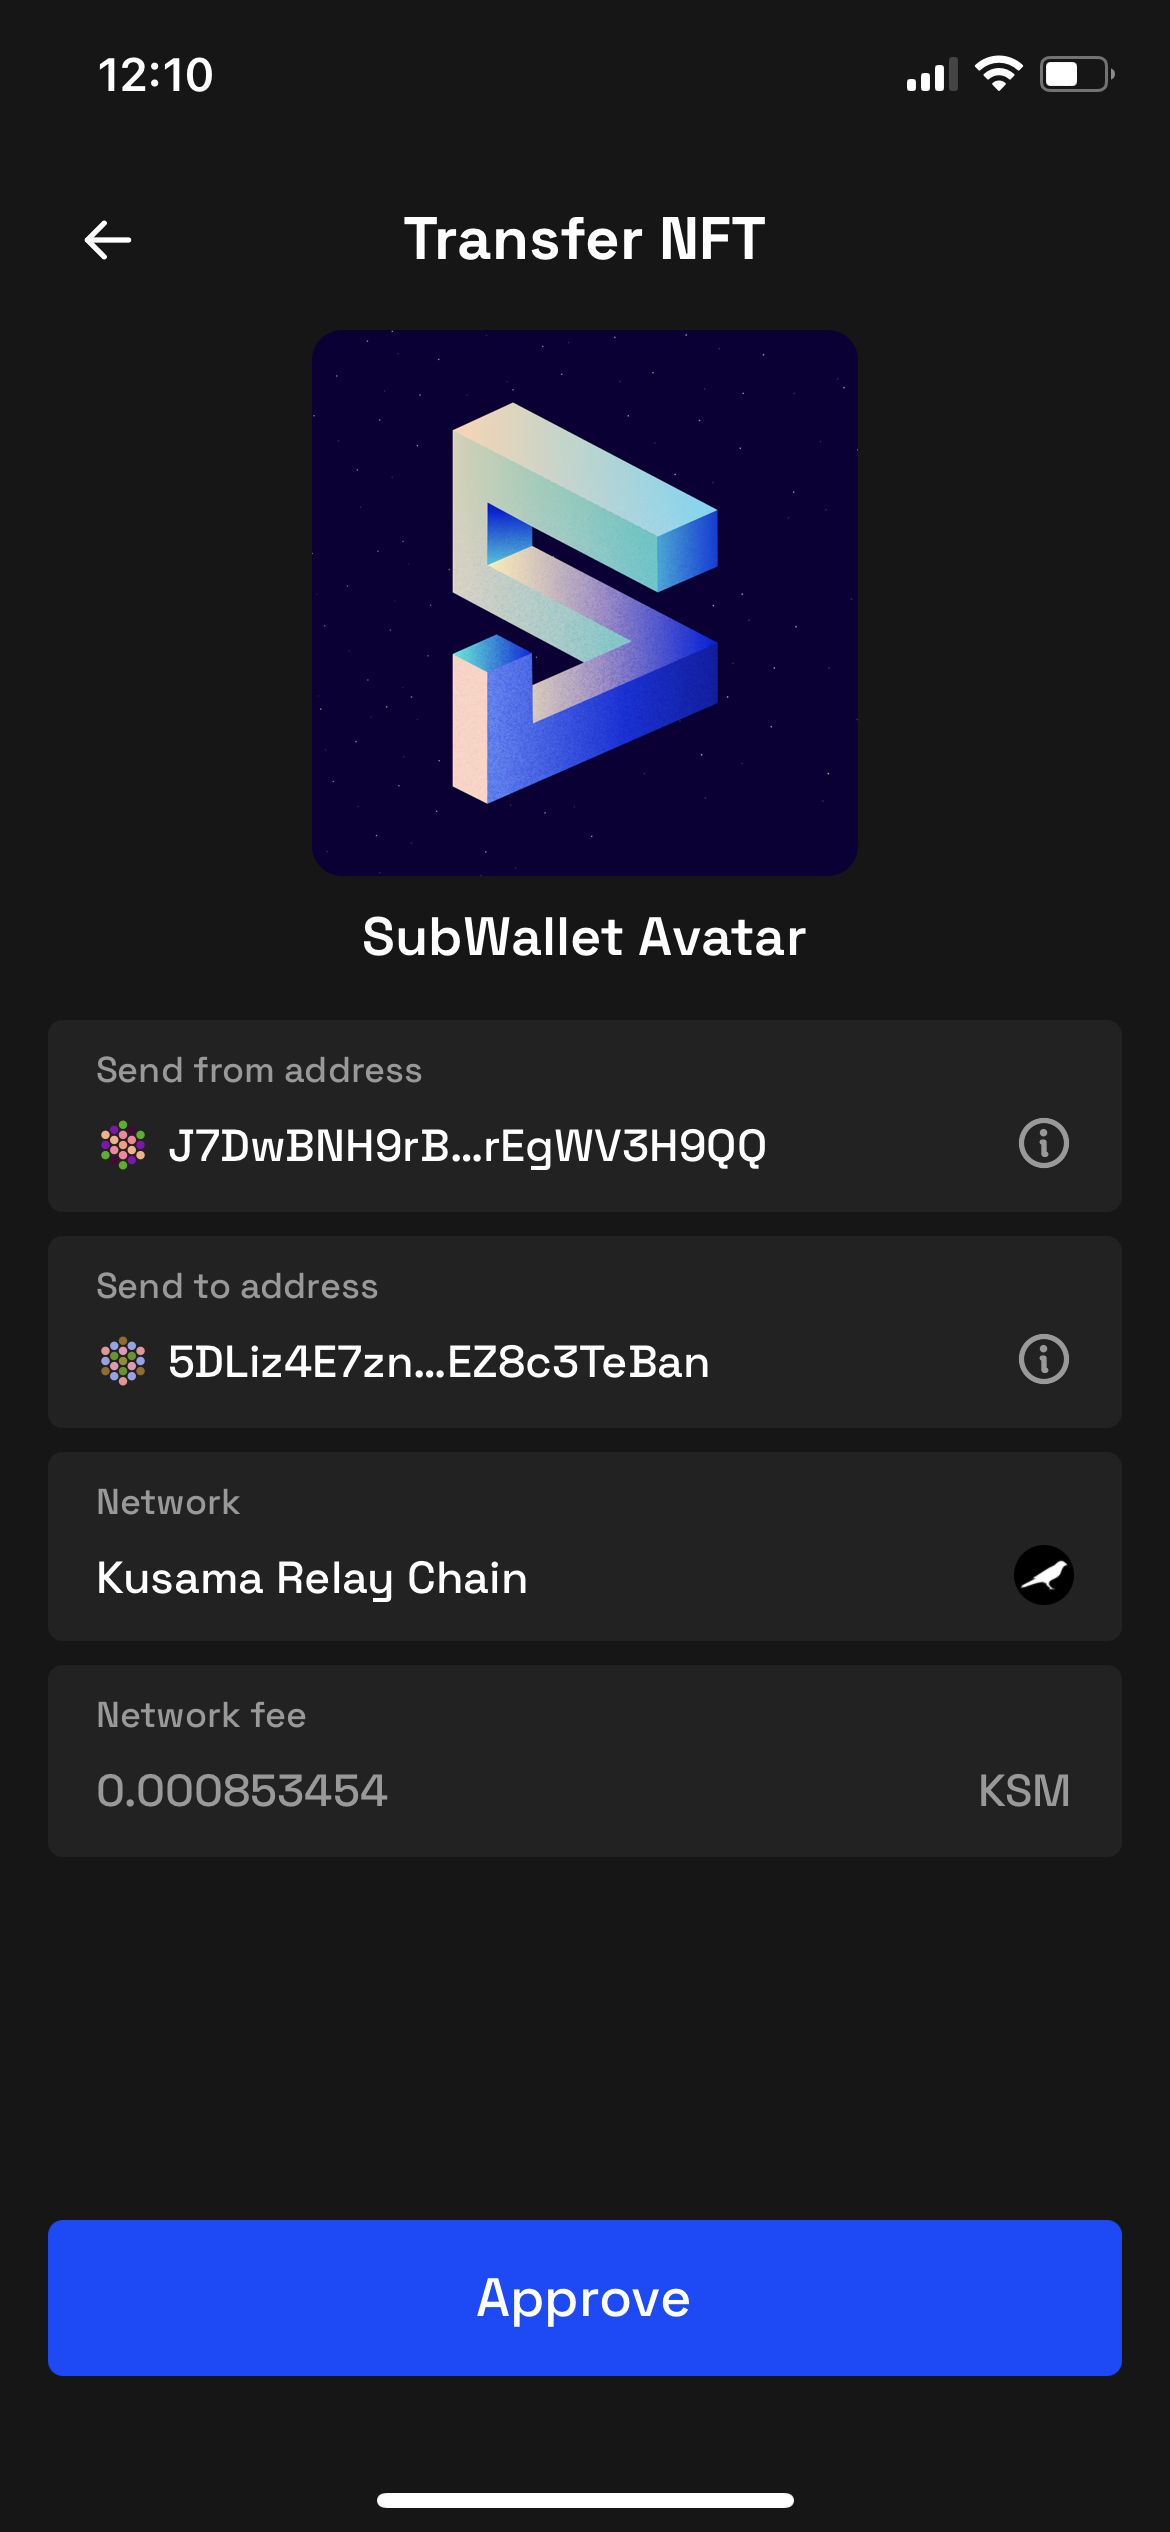 12:10
Transfer NFT
SubWallet Avatar
Send from address
J7DwBNH9rB...rEgWV3H9QQ
Send to address
5DLiz4E7zn...EZ8c3TeBan
Network
Kusama Relay Chain
Network fee
0.000853454 KSM
Approve